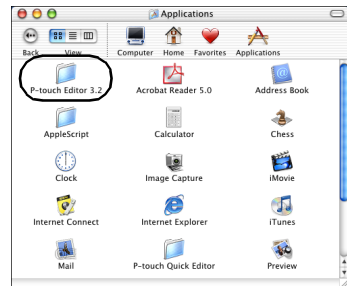 Applications
Back View Computer Home Favorites Applications
P-touch Editor 3.2 Acrobat Reader 5.0 Address Book
AppleScript Calculator Chess
Clock Image Capture iMovie
Internet Connect Internet Explorer iTunes
Mail P-touch Quick Editor Preview